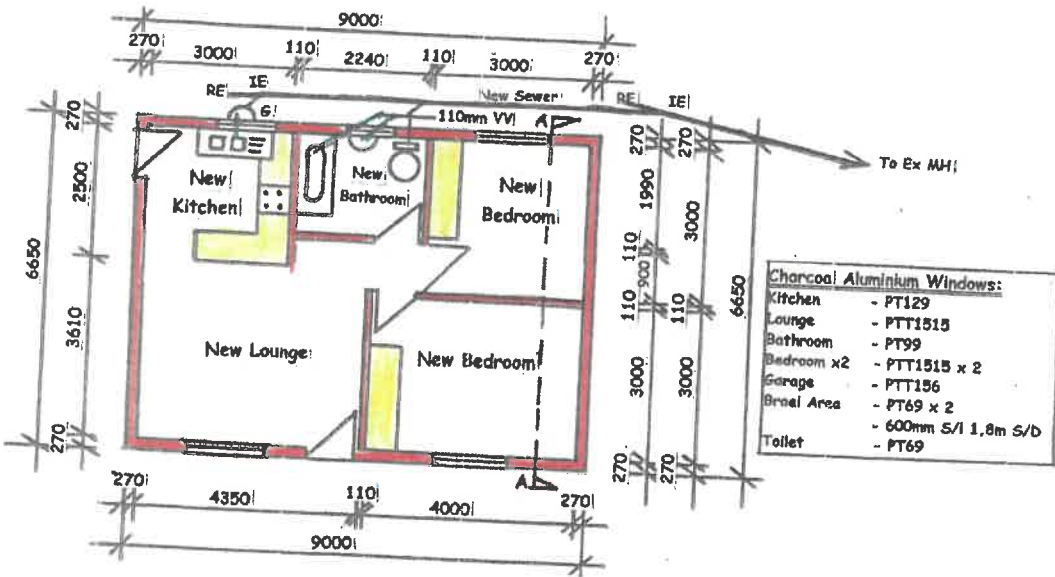 9000
270 3000 110 2240 110 3000 270
RE IE New Sewer RE IE
G 110mm VV A
To Ex MH
270 2500 3610 270
6650
New Kitchen
New Bathroom
New Bedroom
New Lounge
New Bedroom
270 1990 110 900 110 3000 270
270 3000 110 3000 270
6650
A
270 4350 110 4000 270
9000
Charcoal Aluminium Windows:
Kitchen - PT129
Lounge - PTT1515
Bathroom - PT99
Bedroom x2 - PTT1515 x 2
Garage - PTT156
Braai Area - PT69 x 2
- 600mm S/l 1,8m S/D
Toilet - PT69